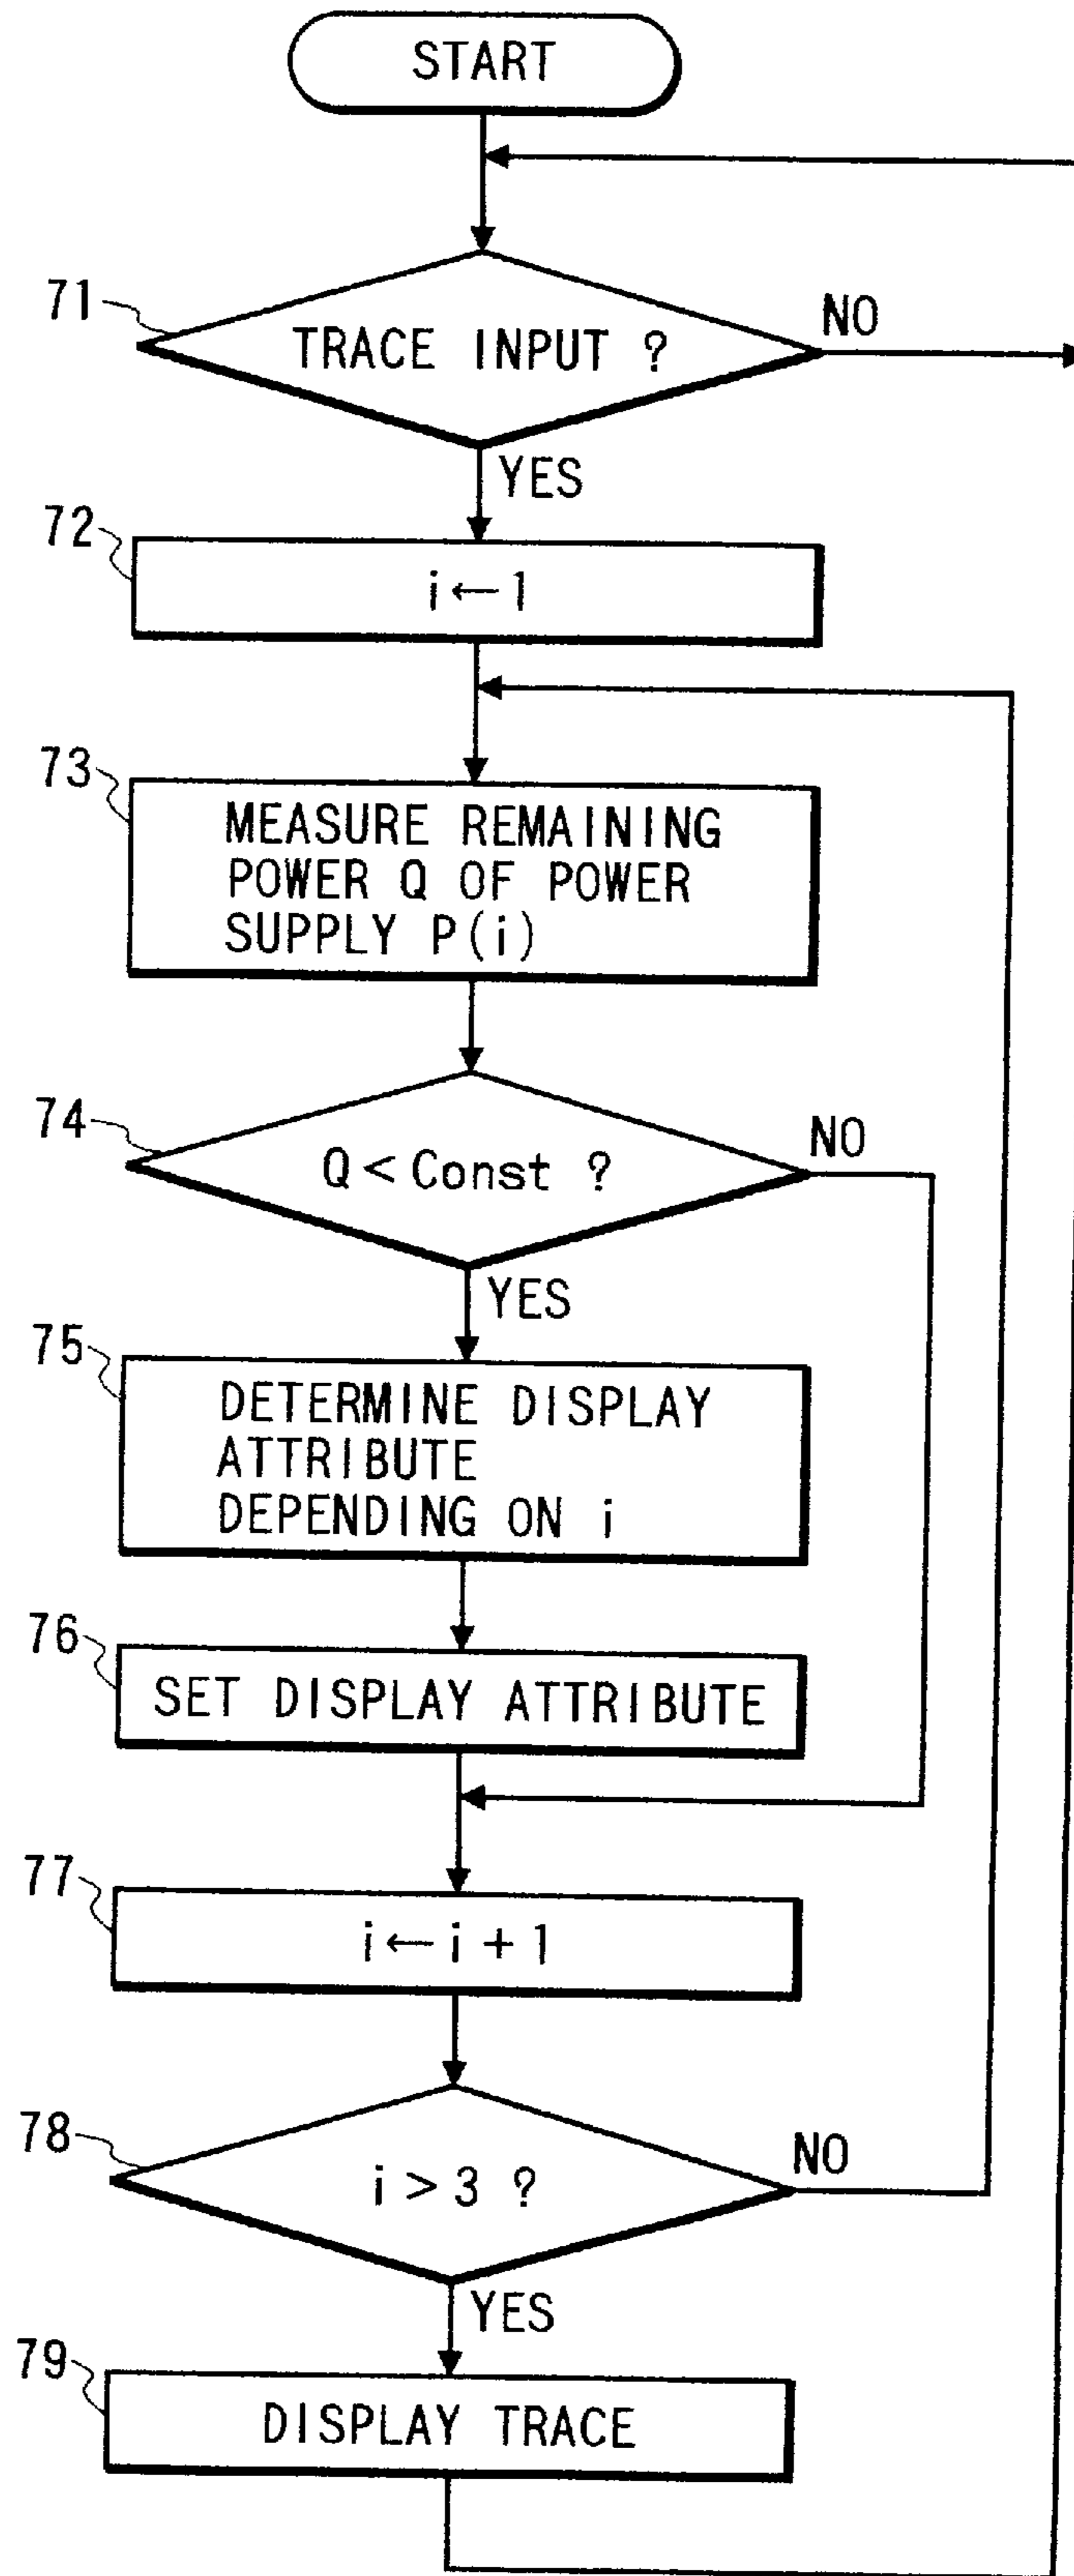 START
71
TRACE INPUT ?
NO
YES
72
i ← 1
73
MEASURE REMAINING
POWER Q OF POWER
SUPPLY P(i)
74
Q < Const ?
NO
YES
75
DETERMINE DISPLAY
ATTRIBUTE
DEPENDING ON i
76
SET DISPLAY ATTRIBUTE
77
i ← i + 1
78
i > 3 ?
NO
YES
79
DISPLAY TRACE